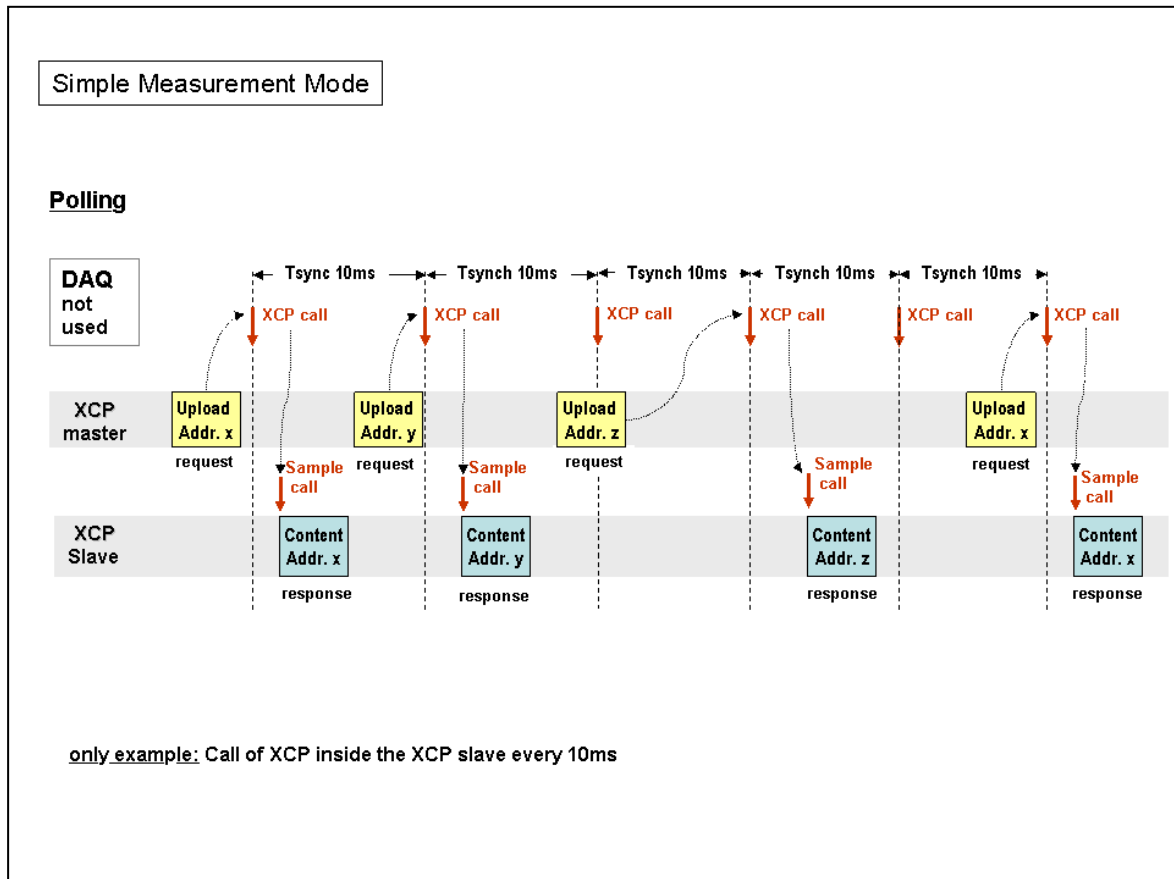 Simple Measurement Mode
Polling
DAQ
not
used
Tsync 10ms
Tsynch 10ms
Tsynch 10ms
Tsynch 10ms
Tsynch 10ms
XCP call
XCP call
XCP call
XCP call
XCP call
XCP call
XCP
master
Upload
Addr. x
Upload
Addr. y
Upload
Addr. z
Upload
Addr. x
request
request
request
request
Sample
call
Sample
call
Sample
call
Sample
call
XCP
Slave
Content
Addr. x
Content
Addr. y
Content
Addr. z
Content
Addr. x
response
response
response
response
only example: Call of XCP inside the XCP slave every 10ms